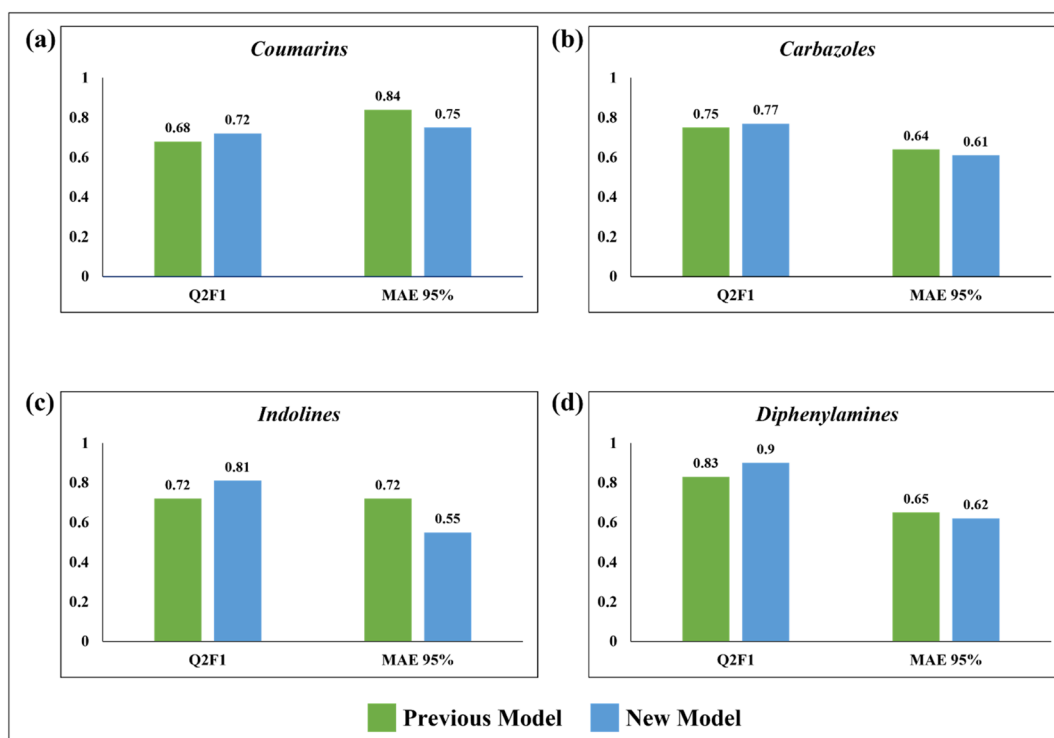 (a)
Coumarins
1
0.8
0.6
0.4
0.2
0
0.68
0.72
0.84
0.75
Q2F1
MAE 95%
(b)
Carbazoles
1
0.8
0.6
0.4
0.2
0
0.75
0.77
0.64
0.61
Q2F1
MAE 95%
(c)
Indolines
1
0.8
0.6
0.4
0.2
0
0.72
0.81
0.72
0.55
Q2F1
MAE 95%
(d)
Diphenylamines
1
0.8
0.6
0.4
0.2
0
0.83
0.9
0.65
0.62
Q2F1
MAE 95%
Previous Model
New Model